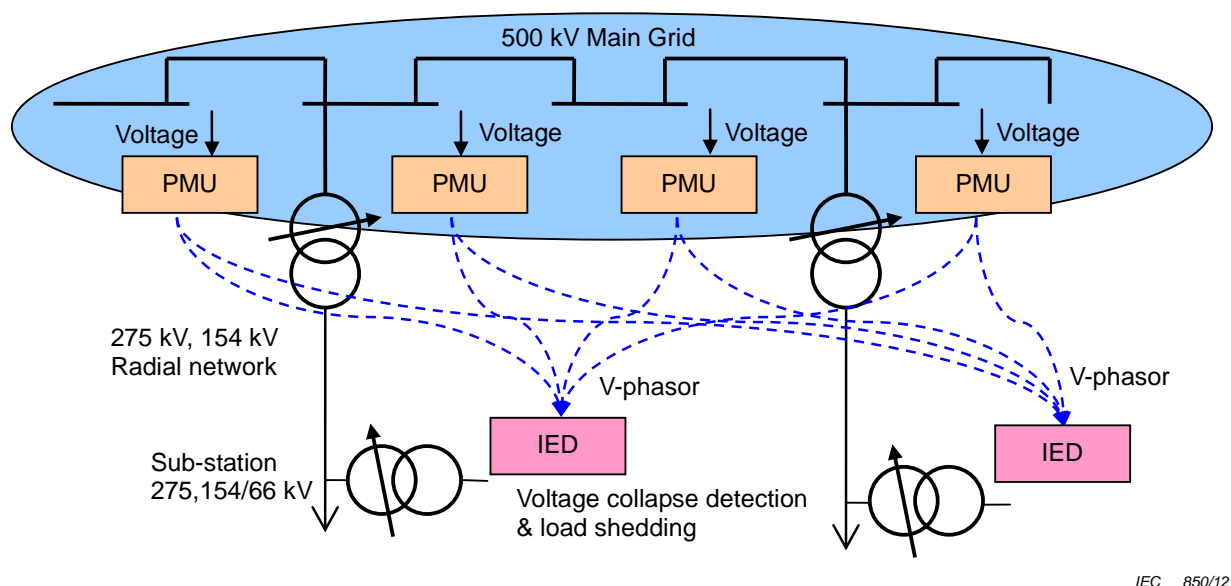 500 kV Main Grid
Voltage
Voltage
Voltage
Voltage
PMU
PMU
PMU
PMU
275 kV, 154 kV
Radial network
V-phasor
V-phasor
IED
IED
Sub-station
275,154/66 kV
Voltage collapse detection
& load shedding
IEC 850/12